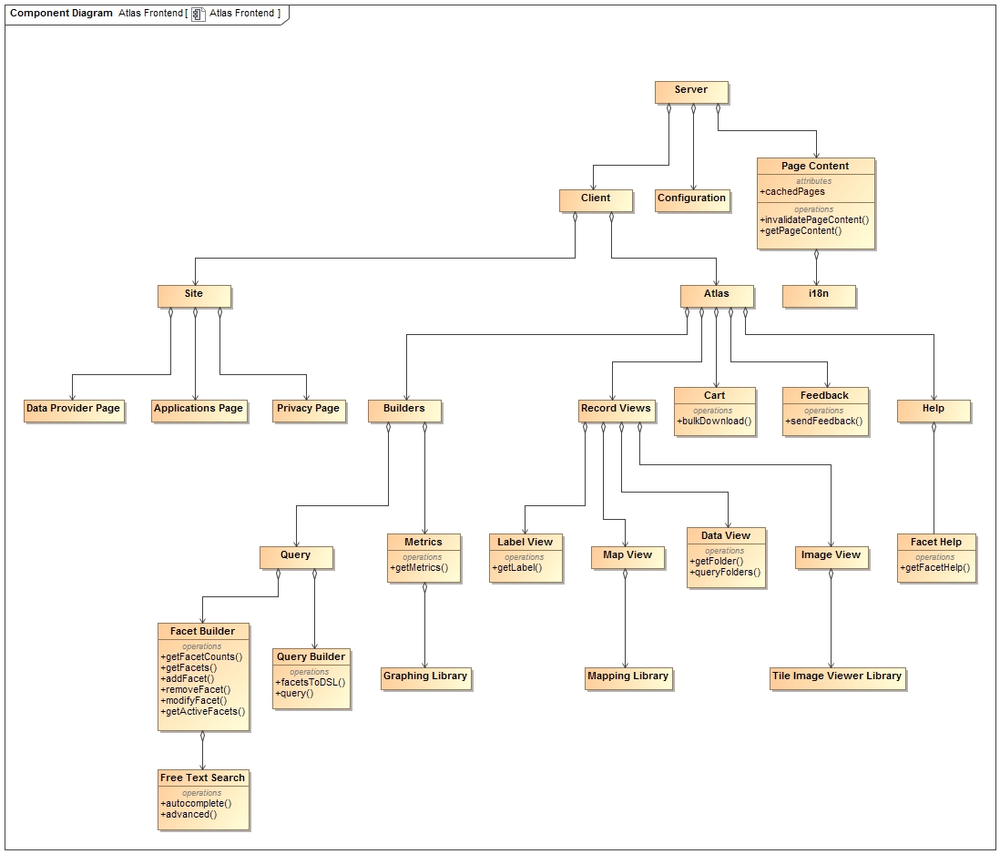 Component Diagram Atlas Frontend [ Atlas Frontend ]
Server
Page Content
attributes
+cachedPages
operations
+invalidatePageContent()
+getPageContent()
Client
Configuration
Site
Atlas
i18n
Data Provider Page
Applications Page
Privacy Page
Builders
Record Views
Cart
operations
+bulkDownload()
Feedback
operations
+sendFeedback()
Help
Query
Metrics
operations
+getMetrics()
Label View
operations
+getLabel()
Map View
Data View
operations
+getFolder()
+queryFolders()
Image View
Facet Help
operations
+getFacetHelp()
Facet Builder
operations
+getFacetCounts()
+getFacets()
+addFacet()
+removeFacet()
+modifyFacet()
+getActiveFacets()
Query Builder
operations
+facetsToDSL()
+query()
Graphing Library
Mapping Library
Tile Image Viewer Library
Free Text Search
operations
+autocomplete()
+advanced()